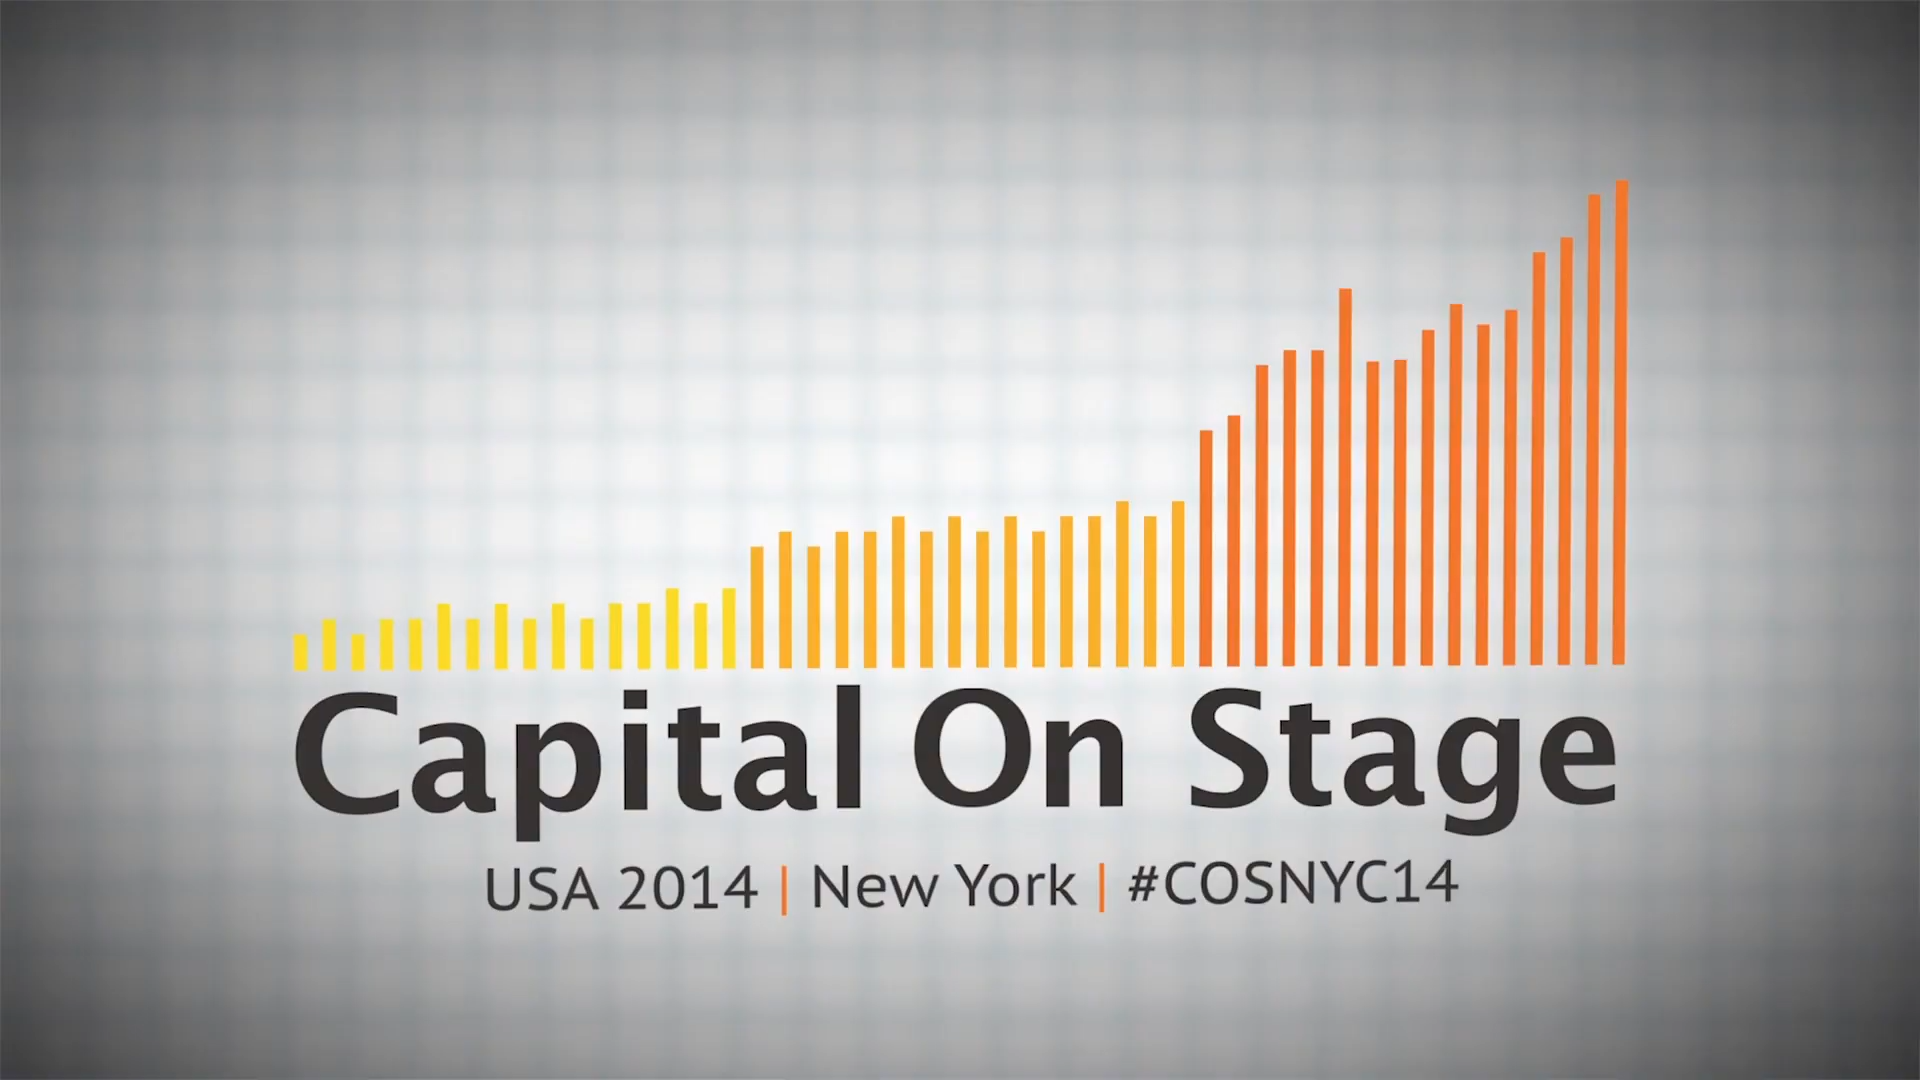 Capital On Stage
USA 2014 | New York | #COSNYC14